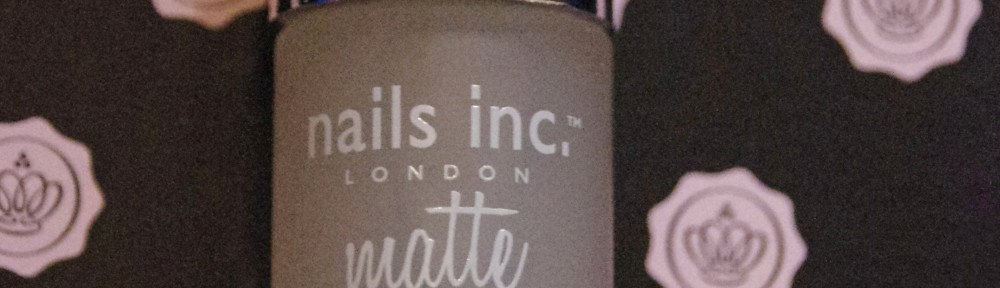 nails inc.™
LONDON
matte